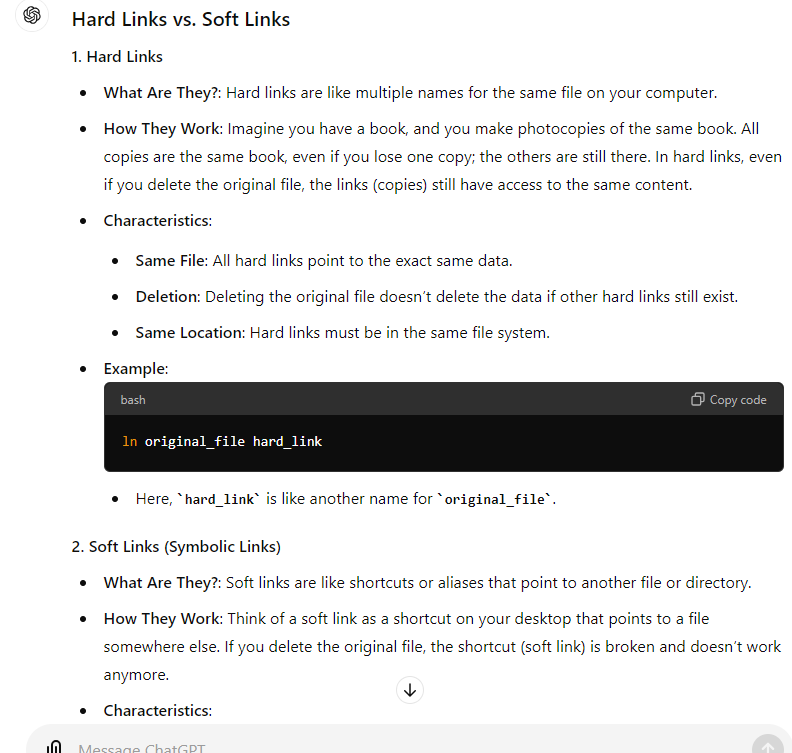 Hard Links vs. Soft Links
1. Hard Links
• What Are They?: Hard links are like multiple names for the same file on your computer.
• How They Work: Imagine you have a book, and you make photocopies of the same book. All
copies are the same book, even if you lose one copy; the others are still there. In hard links, even
if you delete the original file, the links (copies) still have access to the same content.
• Characteristics:
• Same File: All hard links point to the exact same data.
• Deletion: Deleting the original file doesn't delete the data if other hard links still exist.
• Same Location: Hard links must be in the same file system.
• Example:
bash Copy code
ln original_file hard_link
• Here, `hard_link` is like another name for `original_file`.
2. Soft Links (Symbolic Links)
• What Are They?: Soft links are like shortcuts or aliases that point to another file or directory.
• How They Work: Think of a soft link as a shortcut on your desktop that points to a file
somewhere else. If you delete the original file, the shortcut (soft link) is broken and doesn't work
anymore.
• Characteristics:
Message ChatGPT